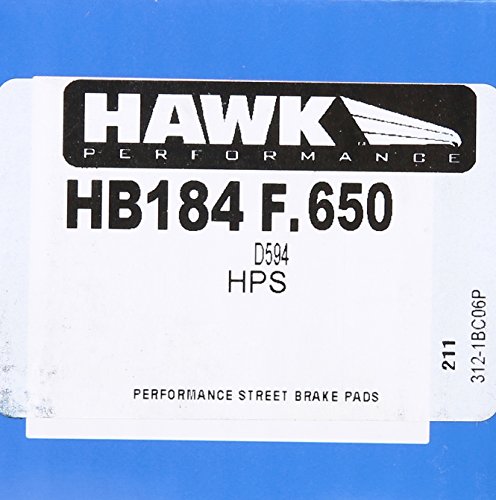 HAWK
PERFORMANCE
HB184 F.650
D594
HPS
PERFORMANCE STREET BRAKE PADS
211
312-1BC06P